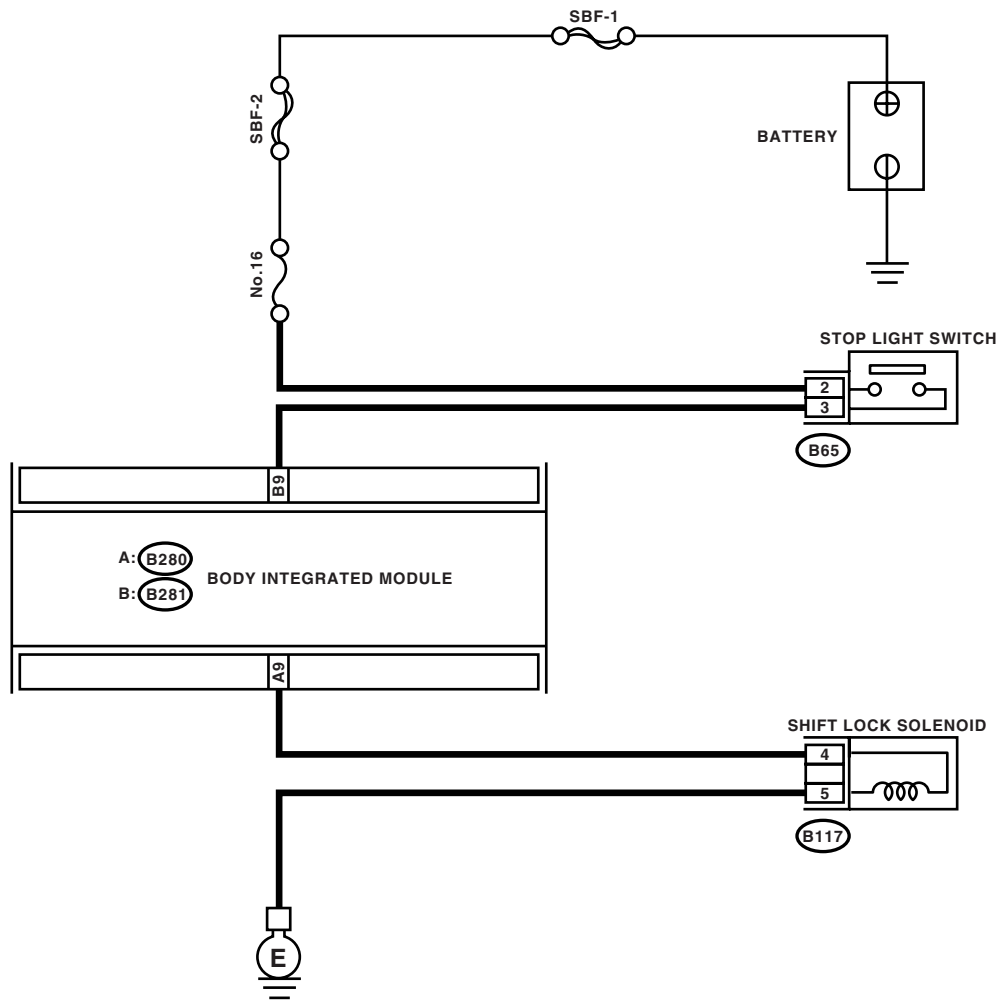 SBF-1
SBF-2
BATTERY
No.16
STOP LIGHT SWITCH
2
3
B65
B9
A: B280
B: B281
BODY INTEGRATED MODULE
A9
SHIFT LOCK SOLENOID
4
5
B117
E